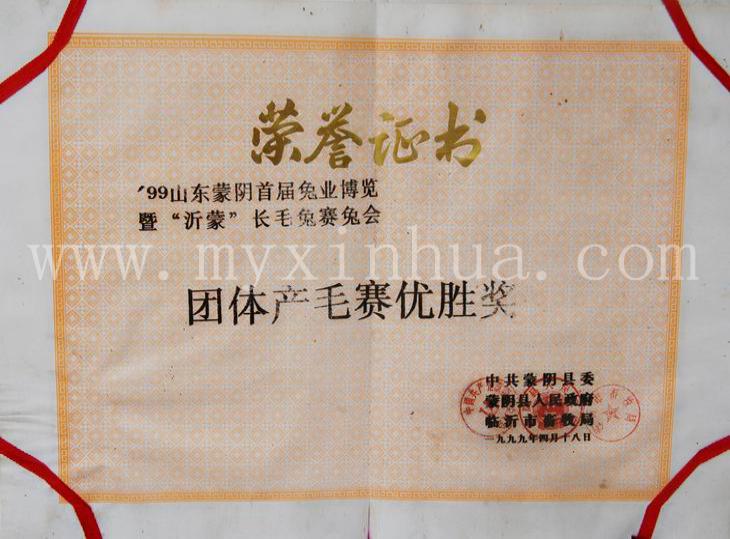 荣誉证书
'99山东蒙阴首届兔业博览
暨“沂蒙”长毛兔赛兔会
www.myxinhua.com
团体产毛赛优胜奖
中共蒙阴县委
蒙阴县人民政府
临沂市畜牧局
一九九九年四月十八日